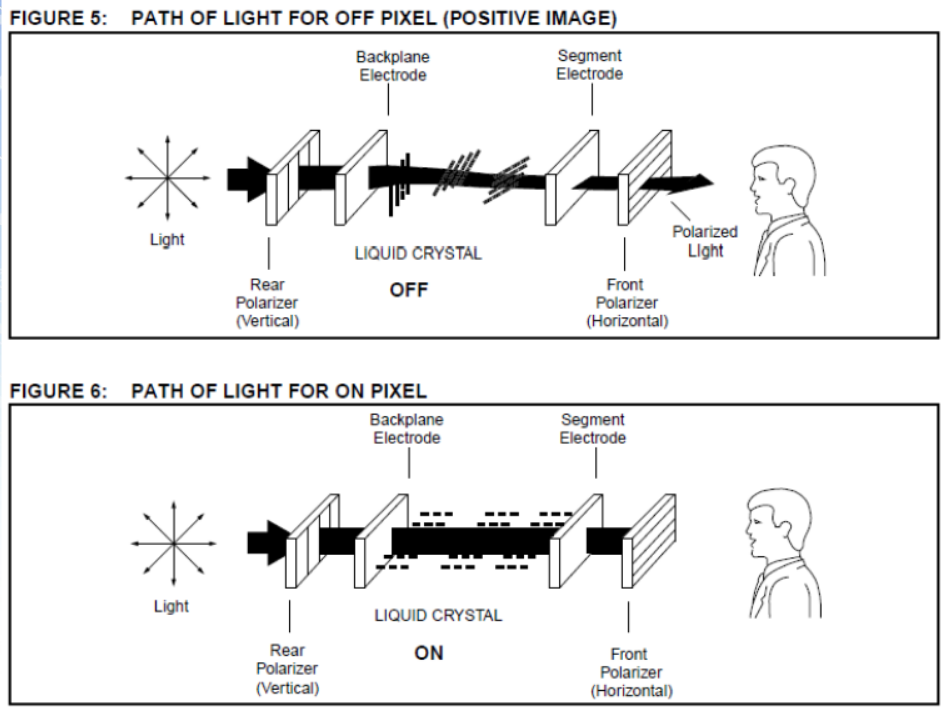 FIGURE 5: PATH OF LIGHT FOR OFF PIXEL (POSITIVE IMAGE)
Backplane
Electrode
Segment
Electrode
Light
LIQUID CRYSTAL
OFF
Polarized
LIght
Rear
Polarizer
(Vertical)
Front
Polarizer
(Horizontal)
FIGURE 6: PATH OF LIGHT FOR ON PIXEL
Backplane
Electrode
Segment
Electrode
Light
LIQUID CRYSTAL
ON
Rear
Polarizer
(Vertical)
Front
Polarizer
(Horizontal)